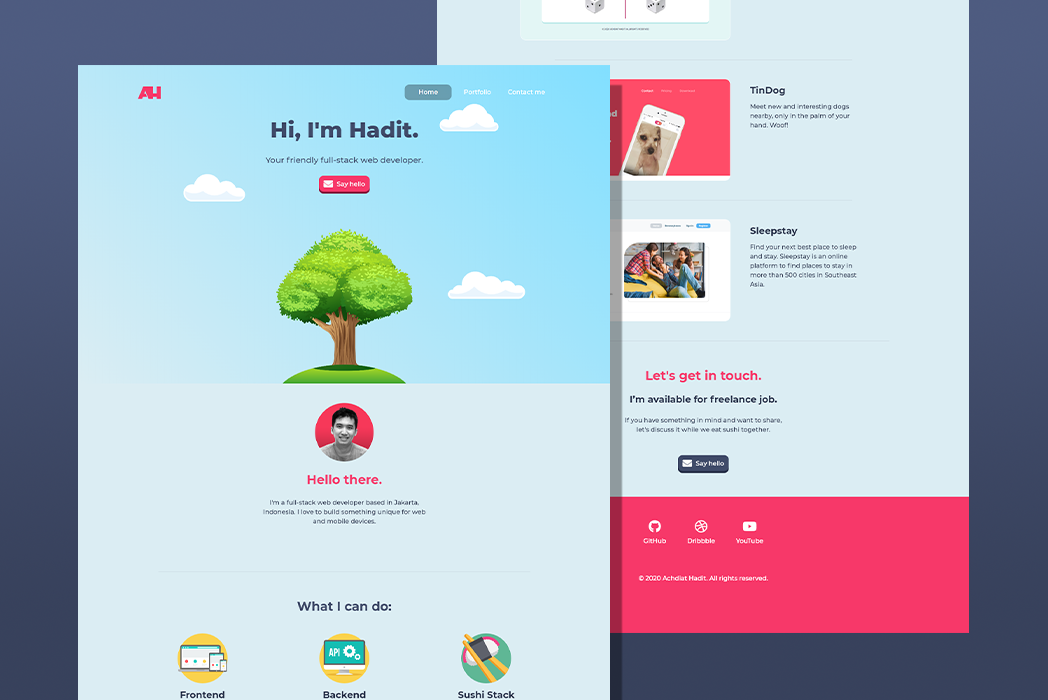 AH
Home
Portfolio
Contact me
Hi, I'm Hadit.
Your friendly full-stack web developer.
Say hello
Hello there.
I'm a full-stack web developer based in Jakarta,
Indonesia. I love to build something unique for web
and mobile devices.
What I can do:
API
Frontend
Backend
Sushi Stack
TinDog
Meet new and interesting dogs
nearby, only in the palm of your
hand. Woof!
Sleepstay
Find your next best place to sleep
and stay. Sleepstay is an online
platform to find places to stay in
more than 500 cities in Southeast
Asia.
Let's get in touch.
I'm available for freelance job.
If you have something in mind and want to share,
let's discuss it while we eat sushi together.
Say hello
GitHub
Dribbble
YouTube
© 2020 Achdiat Hadit. All rights reserved.